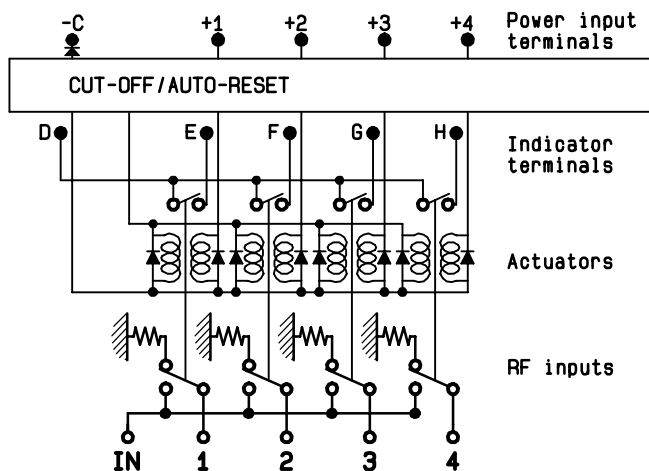 -C +1 +2 +3 +4 Power input
terminals
CUT-OFF/AUTO-RESET
D E F G H Indicator
terminals
Actuators
RF inputs
IN 1 2 3 4